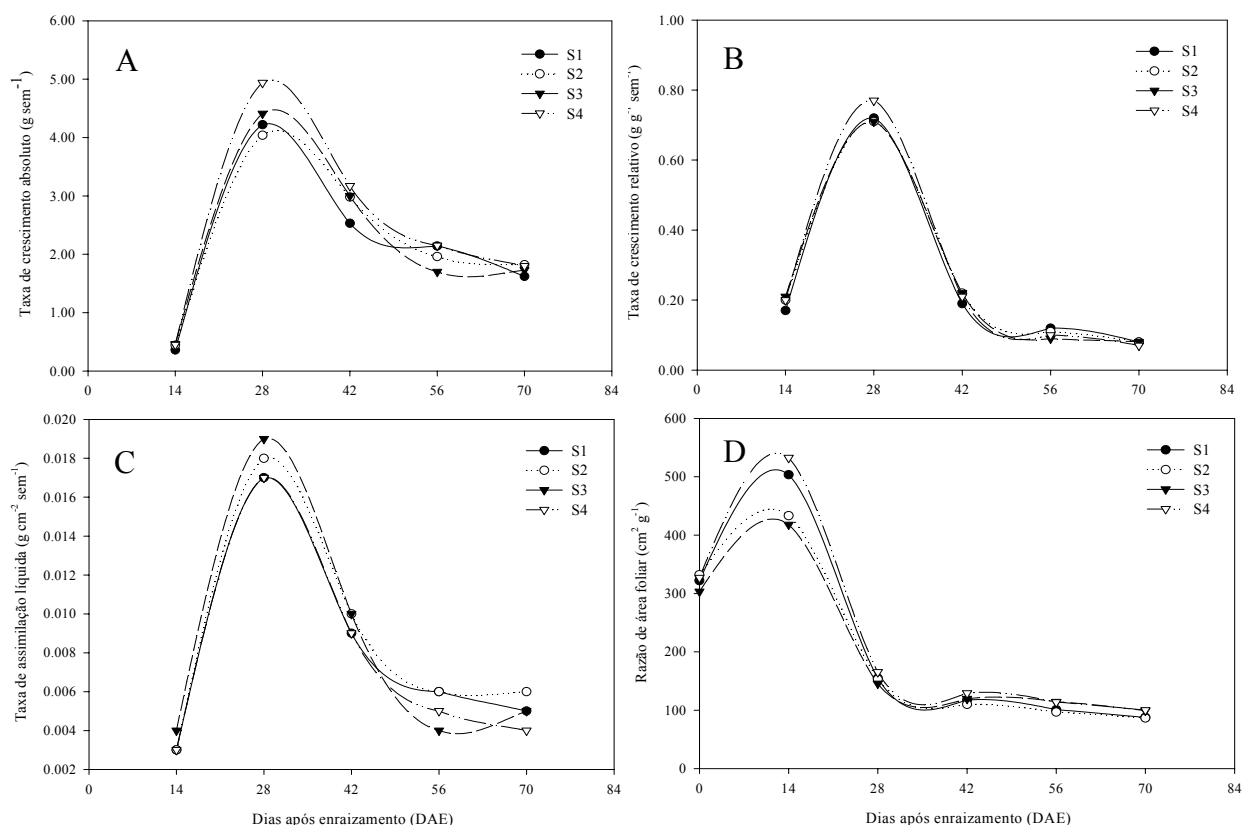 A
Taxa de crescimento absoluto (g sem⁻¹)
6.00
5.00
4.00
3.00
2.00
1.00
0.00
0 14 28 42 56 70 84
S1
S2
S3
S4
B
Taxa de crescimento relativo (g g⁻¹ sem⁻¹)
1.00
0.80
0.60
0.40
0.20
0.00
0 14 28 42 56 70 84
S1
S2
S3
S4
C
Taxa de assimilação líquida (g cm⁻² sem⁻¹)
0.020
0.018
0.016
0.014
0.012
0.010
0.008
0.006
0.004
0.002
0 14 28 42 56 70 84
Dias após enraizamento (DAE)
S1
S2
S3
S4
D
Razão de área foliar (cm² g⁻¹)
600
500
400
300
200
100
0
0 14 28 42 56 70 84
Dias após enraizamento (DAE)
S1
S2
S3
S4